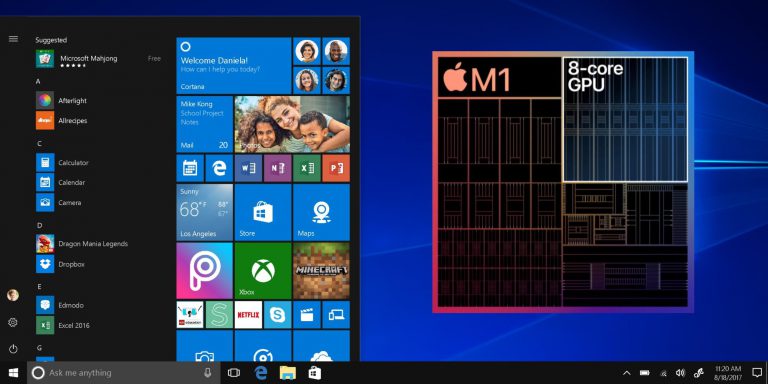 Suggested
Microsoft Mahjong
Free
A
Afterlight
Allrecipes
C
Calculator
Calendar
Camera
D
Dragon Mania Legends
Dropbox
E
Edmodo
Excel 2016
G
Welcome Daniela!
How can I help you today?
Cortana
Mike Kong
School Project
Notes
Mail 20
Photos
Sunny
68° F 88°
67°
Los Angeles
Store
Maps
Xbox
MINECRAFT
NETFLIX
M1
8-core
GPU
Ask me anything
11:20 AM
8/18/2017